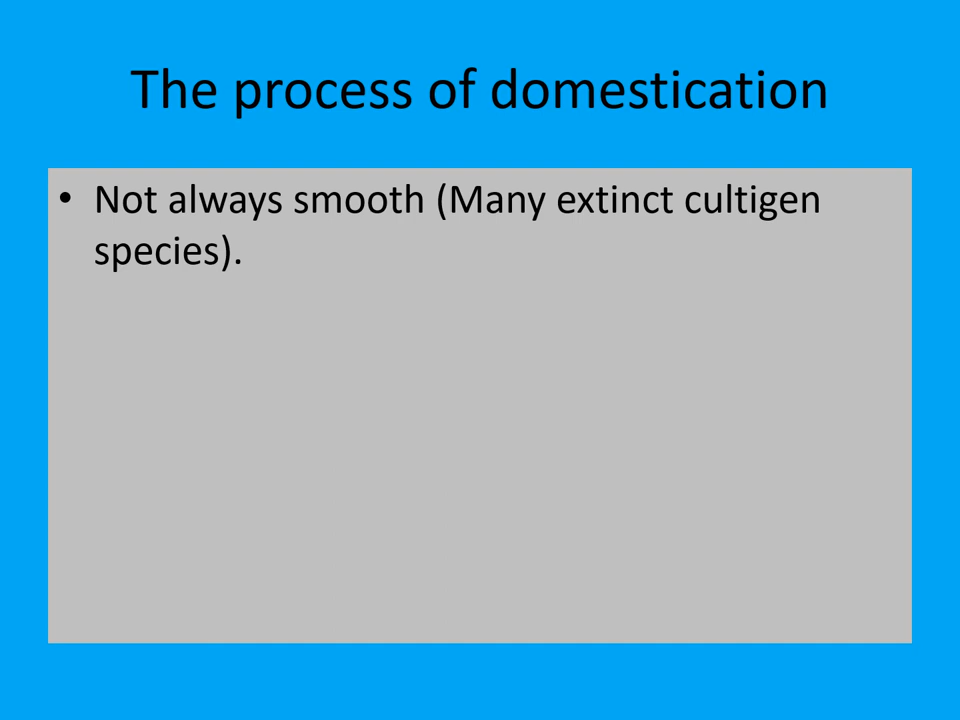 The process of domestication
• Not always smooth (Many extinct cultigen
species).